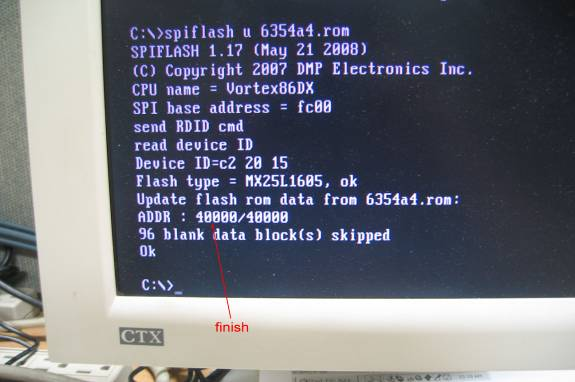 C:\>spiflash u 6354a4.rom
SPIFLASH 1.17 (May 21 2008)
(C) Copyright 2007 DMP Electronics Inc.
CPU name = Vortex86DX
SPI base address = fc00
send RDID cmd
read device ID
Device ID=c2 20 15
Flash type = MX25L1605, ok
Update flash rom data from 6354a4.rom:
ADDR : 40000/40000
96 blank data block(s) skipped
Ok
C:\>_
finish
CTX